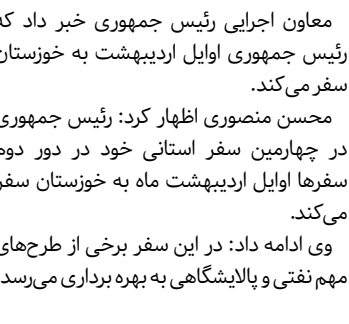 معاون اجرایی رئیس جمهوری خبر داد که
رئیس جمهوری اوایل اردیبهشت به خوزستان
سفر می‌کند.
محسن منصوری اظهار کرد: رئیس جمهوری
در چهارمین سفر استانی خود در دور دوم
سفرها اوایل اردیبهشت ماه به خوزستان سفر
می‌کند.
وی ادامه داد: در این سفر برخی از طرح‌های
مهم نفتی و پالایشگاهی به بهره برداری می‌رسد